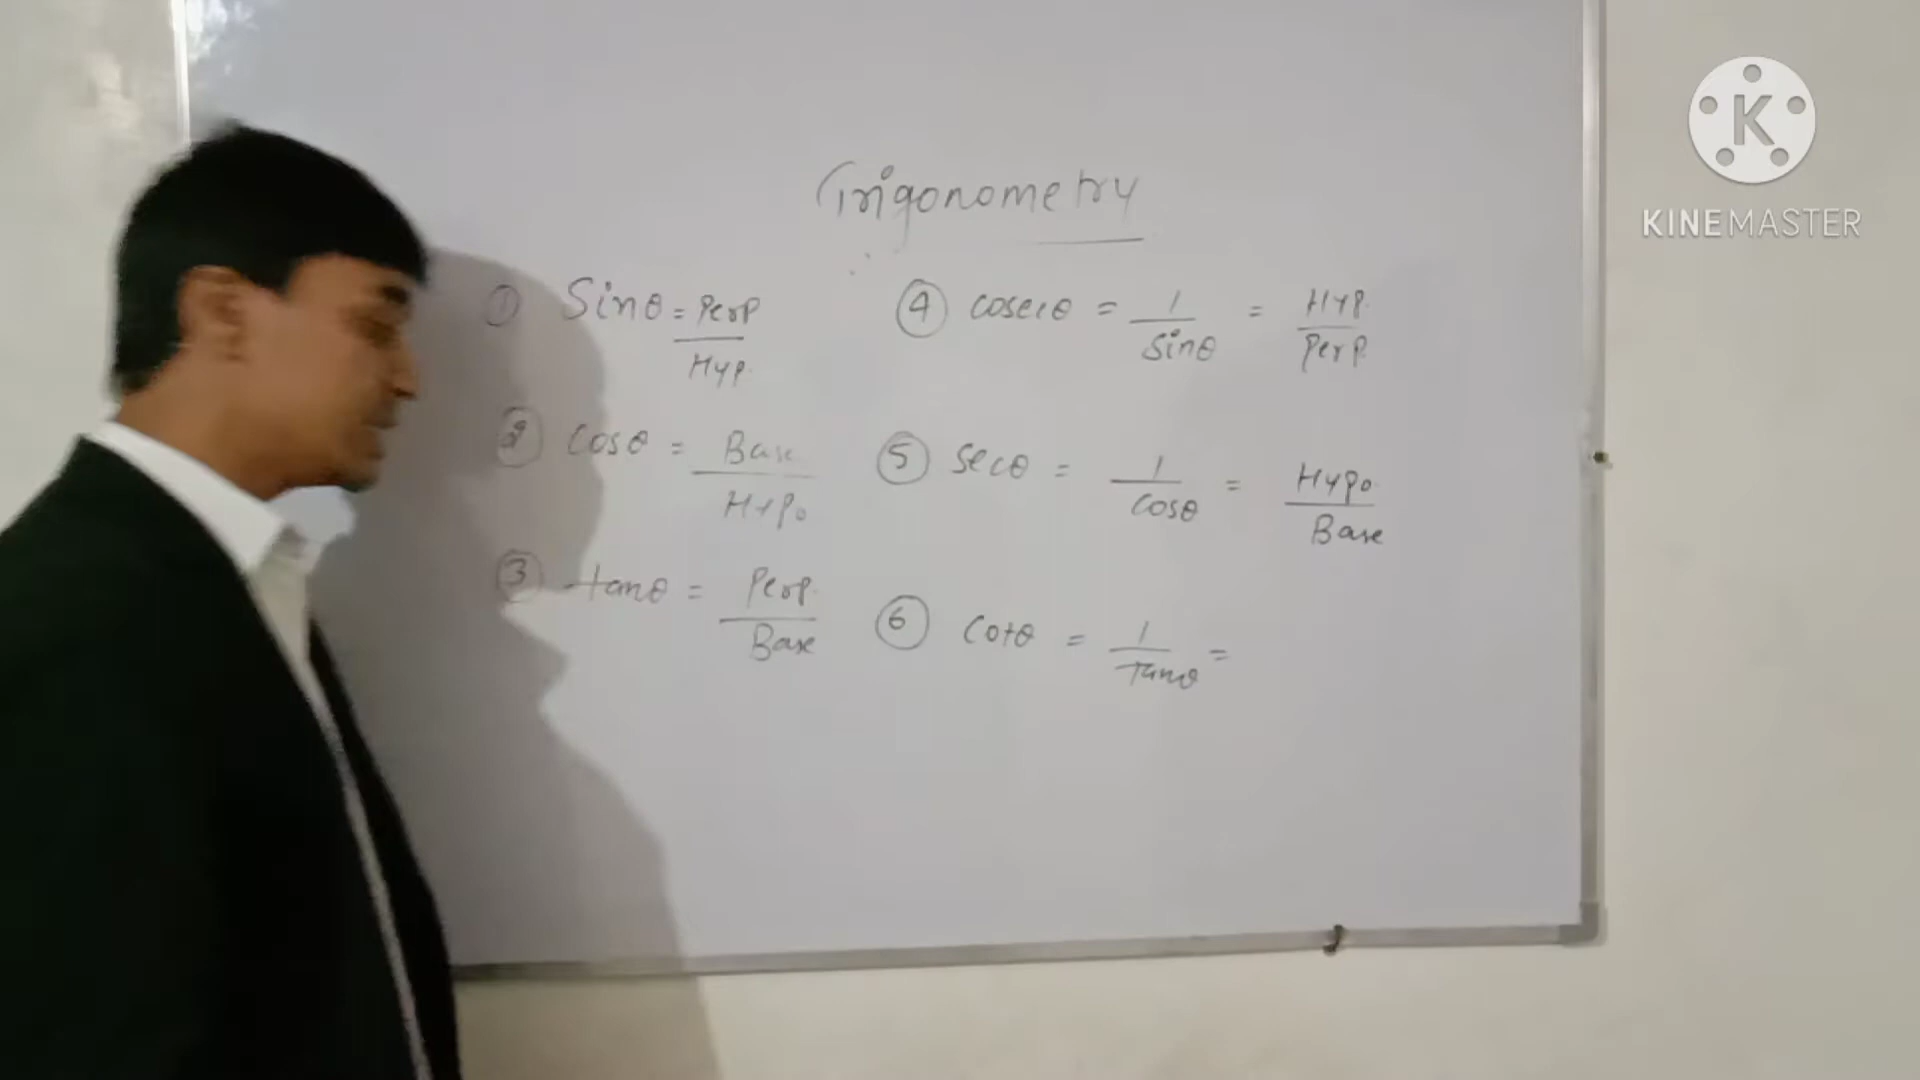 Trigonometry
① Sinθ = Perp / Hyp.
② Cosθ = Base / Hypo
③ tanθ = Perp. / Base
④ Cosecθ = 1 / Sinθ = Hyp. / Perp.
⑤ Secθ = 1 / Cosθ = Hypo. / Base
⑥ Cotθ = 1 / Tanθ =
K
KINEMASTER